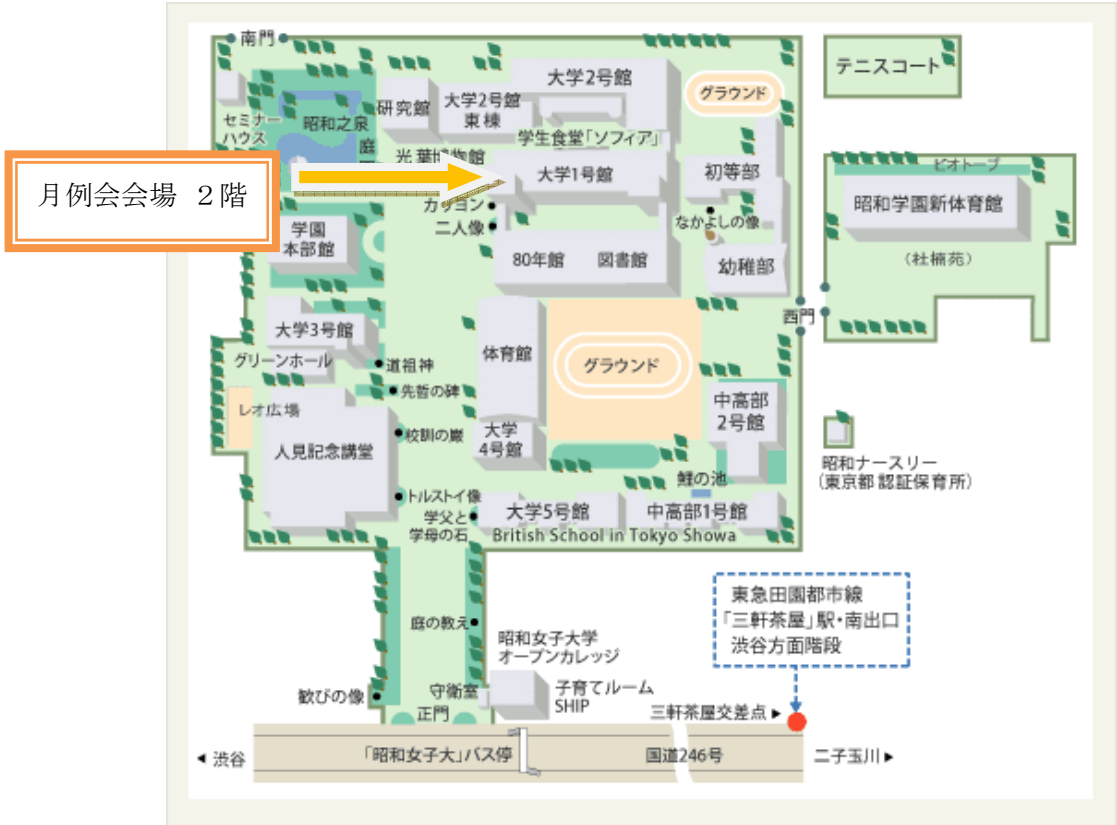 南門
テニスコート
大学2号館
グラウンド
研究館
大学2号館
東棟
セミナー
ハウス
昭和之泉
庭
学生食堂「ソフィア」
ビオトープ
光葉博物館
月例会会場 2階
大学1号館
初等部
昭和学園新体育館
カリヨン
二人像
なかよしの像
学園
本部館
80年館
図書館
幼稚部
(杜楠苑)
西門
大学3号館
グリーンホール
体育館
グラウンド
道祖神
先哲の碑
レオ広場
中高部
2号館
校訓の巌
大学
4号館
人見記念講堂
昭和ナースリー
(東京都 認証保育所)
鯉の池
トルストイ像
大学5号館
中高部1号館
学父と
学母の石
British School in Tokyo Showa
東急田園都市線
「三軒茶屋」駅・南出口
渋谷方面階段
庭の教え
昭和女子大学
オープンカレッジ
歓びの像
守衛室
子育てルーム
SHIP
正門
三軒茶屋交差点▶
◀渋谷
「昭和女子大」バス停
国道246号
二子玉川▶